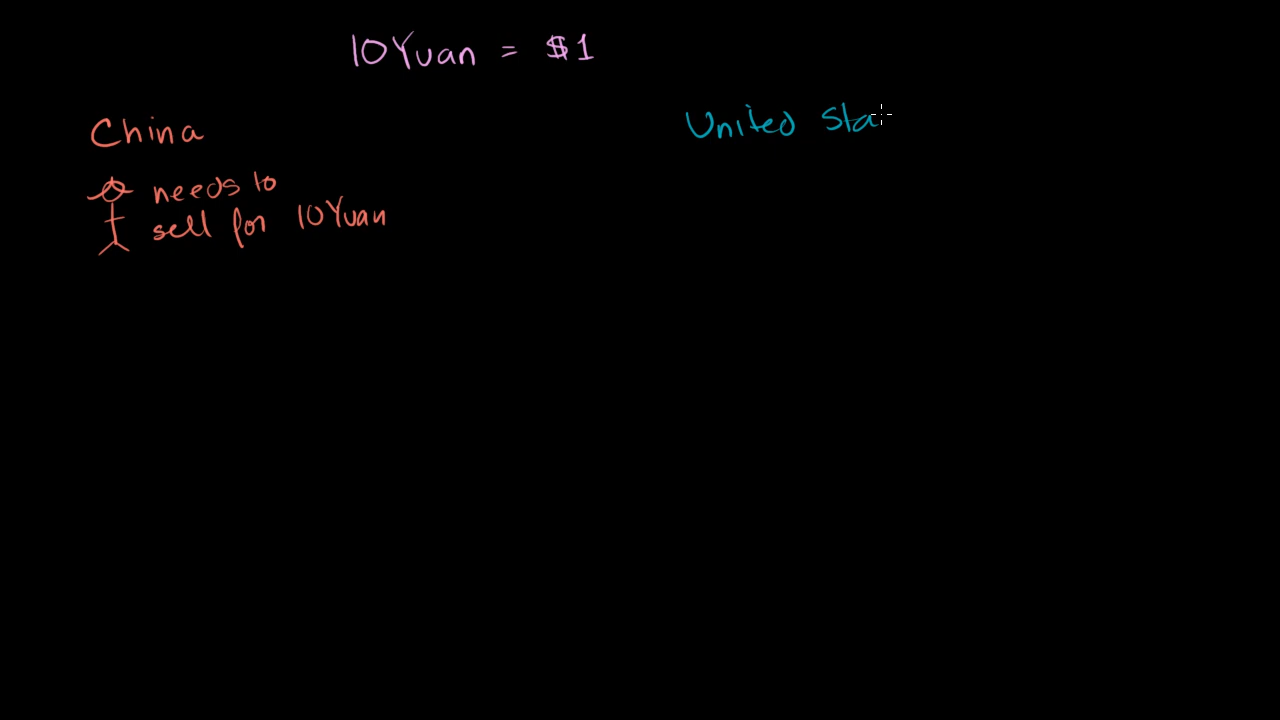 10Yuan = $1
China
United Sta
needs to
sell for 10Yuan